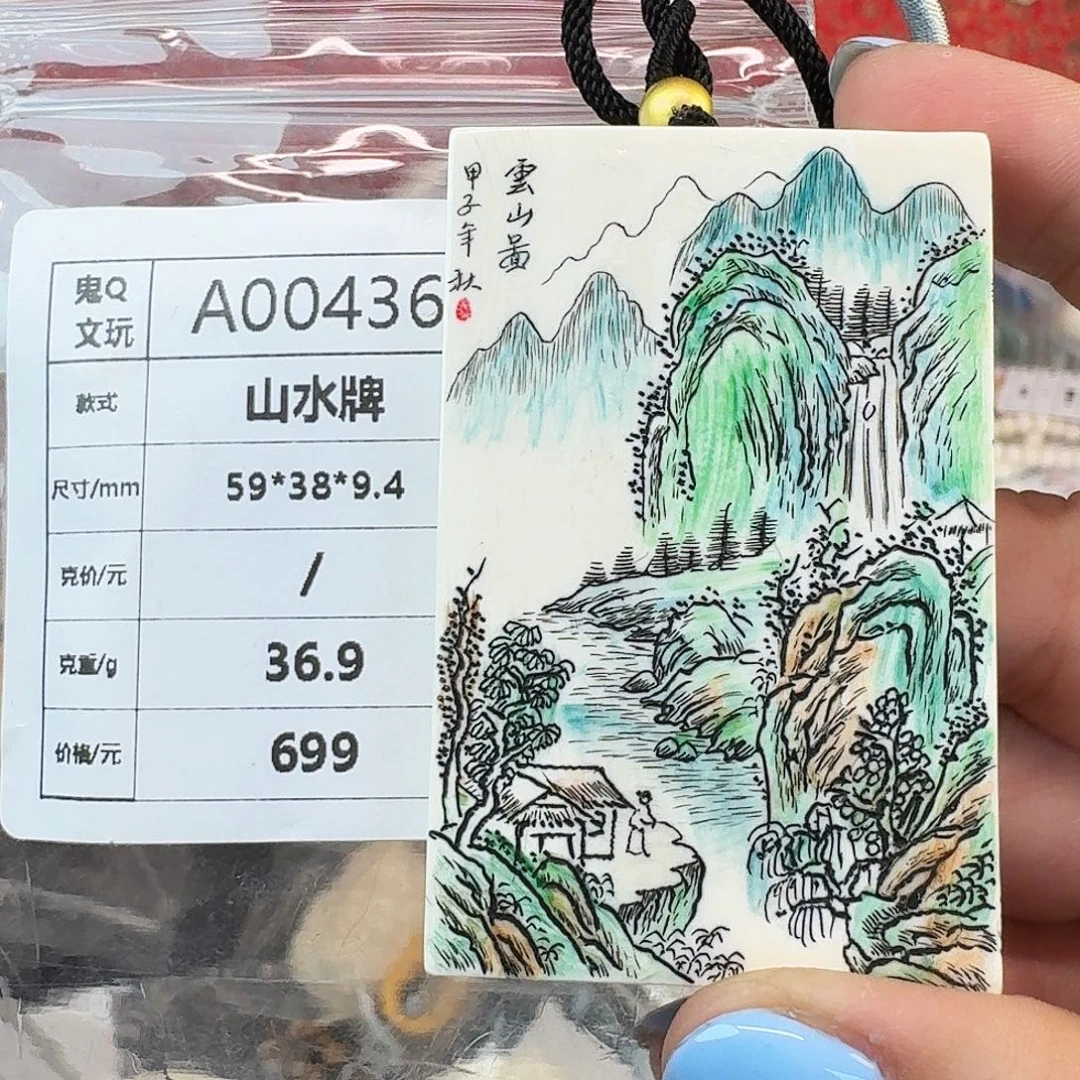 鬼Q
文玩
A00436
款式
山水牌
尺寸/mm
59*38*9.4
克价/元
/
克重/g
36.9
价格/元
699
雲山圖
甲子年秋